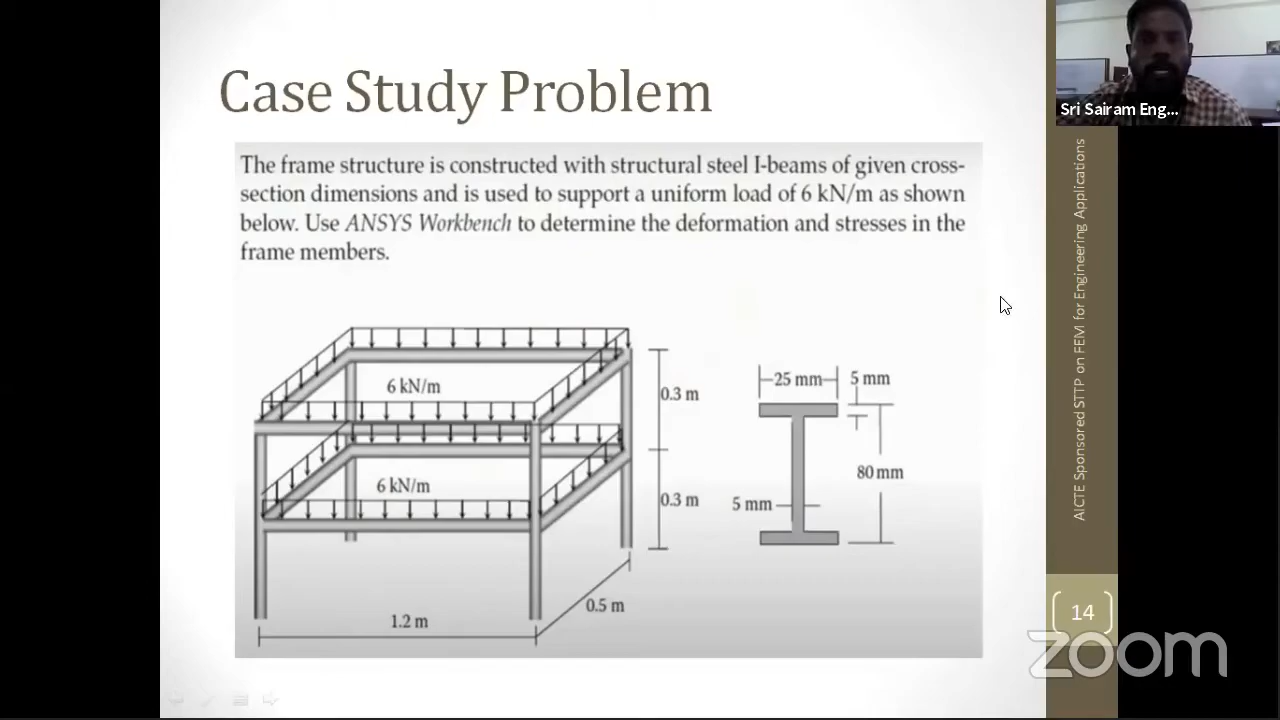 Case Study Problem
Sri Sairam Eng...
The frame structure is constructed with structural steel I-beams of given cross-
section dimensions and is used to support a uniform load of 6 kN/m as shown
below. Use ANSYS Workbench to determine the deformation and stresses in the
frame members.
6 kN/m
0.3 m
25 mm
5 mm
6 kN/m
0.3 m
5 mm
80 mm
1.2 m
0.5 m
AICTE Sponsored STTP on FEM for Engineering Applications
14
zoom